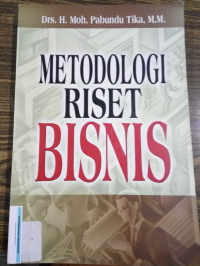 Drs. H. Moh. Pabundu Tika, M.M.
METODOLOGI
RISET
BISNIS